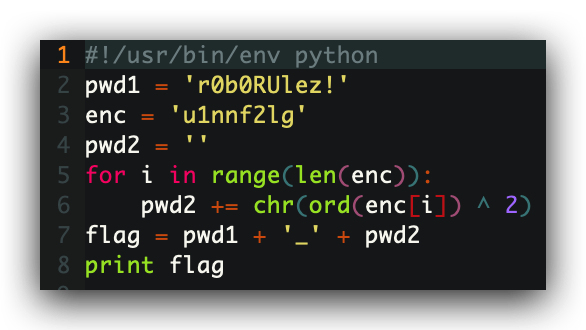 1 #!/usr/bin/env python
2 pwd1 = 'r0b0RUlez!'
3 enc = 'u1nnf2lg'
4 pwd2 = ''
5 for i in range(len(enc)):
6     pwd2 += chr(ord(enc[i]) ^ 2)
7 flag = pwd1 + '_' + pwd2
8 print flag